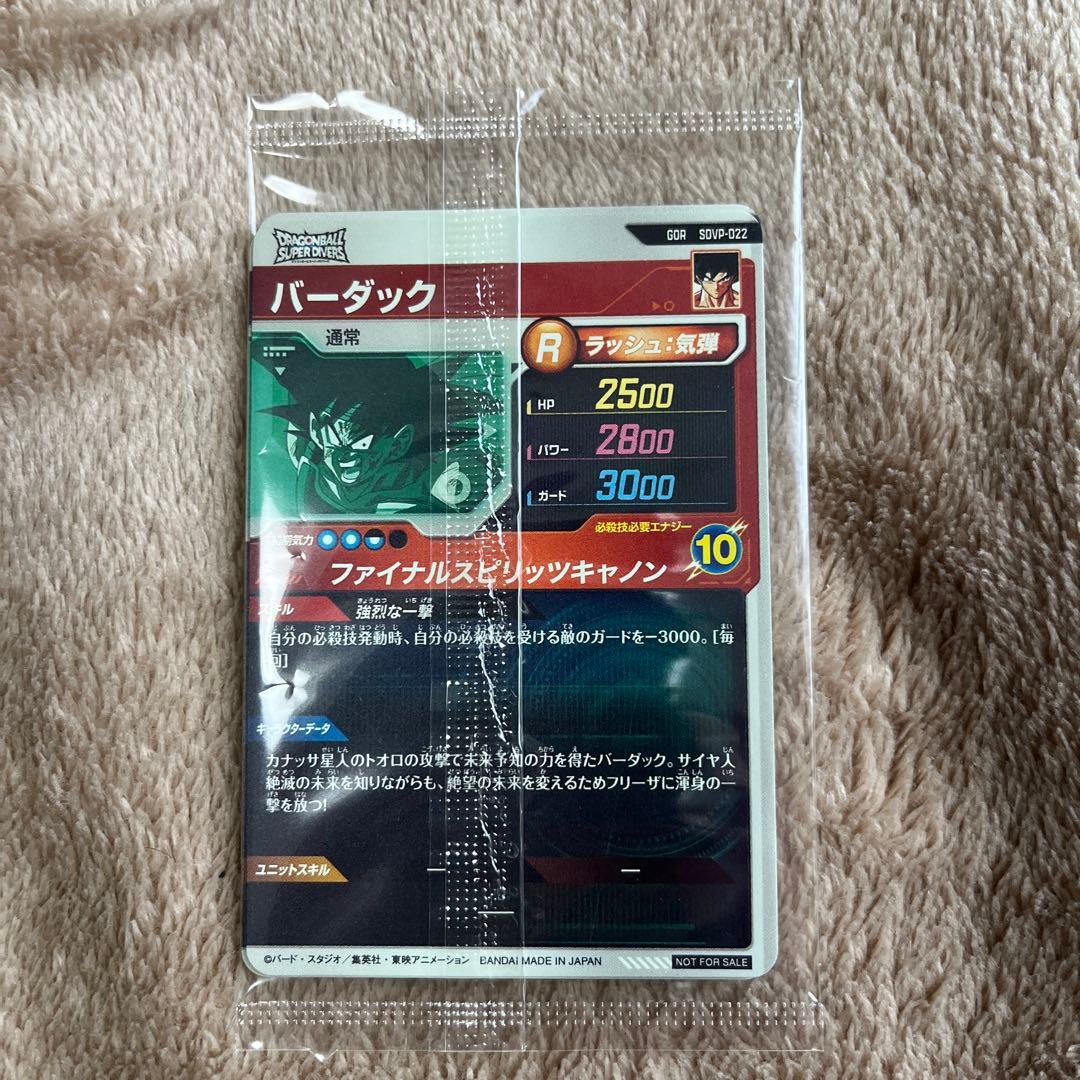 GDR SDVP-022
DRAGONBALL
SUPER DIVERS
バーダック
通常
R ラッシュ:気弾
HP 2500
パワー 2800
ガード 3000
必殺技必要エナジー
10
期気力
ファイナルスピリッツキャノン
スキル 強烈な一撃
自分の必殺技発動時、自分の必殺技を受ける敵のガードを−3000。[毎
回]
キャラクターデータ
カナッサ星人のトオロの攻撃で未来予知の力を得たバーダック。サイヤ人
絶滅の未来を知りながらも、絶望の未来を変えるためフリーザに渾身の一
撃を放つ!
ユニットスキル — —
©バード・スタジオ/集英社・東映アニメーション BANDAI MADE IN JAPAN
NOT FOR SALE